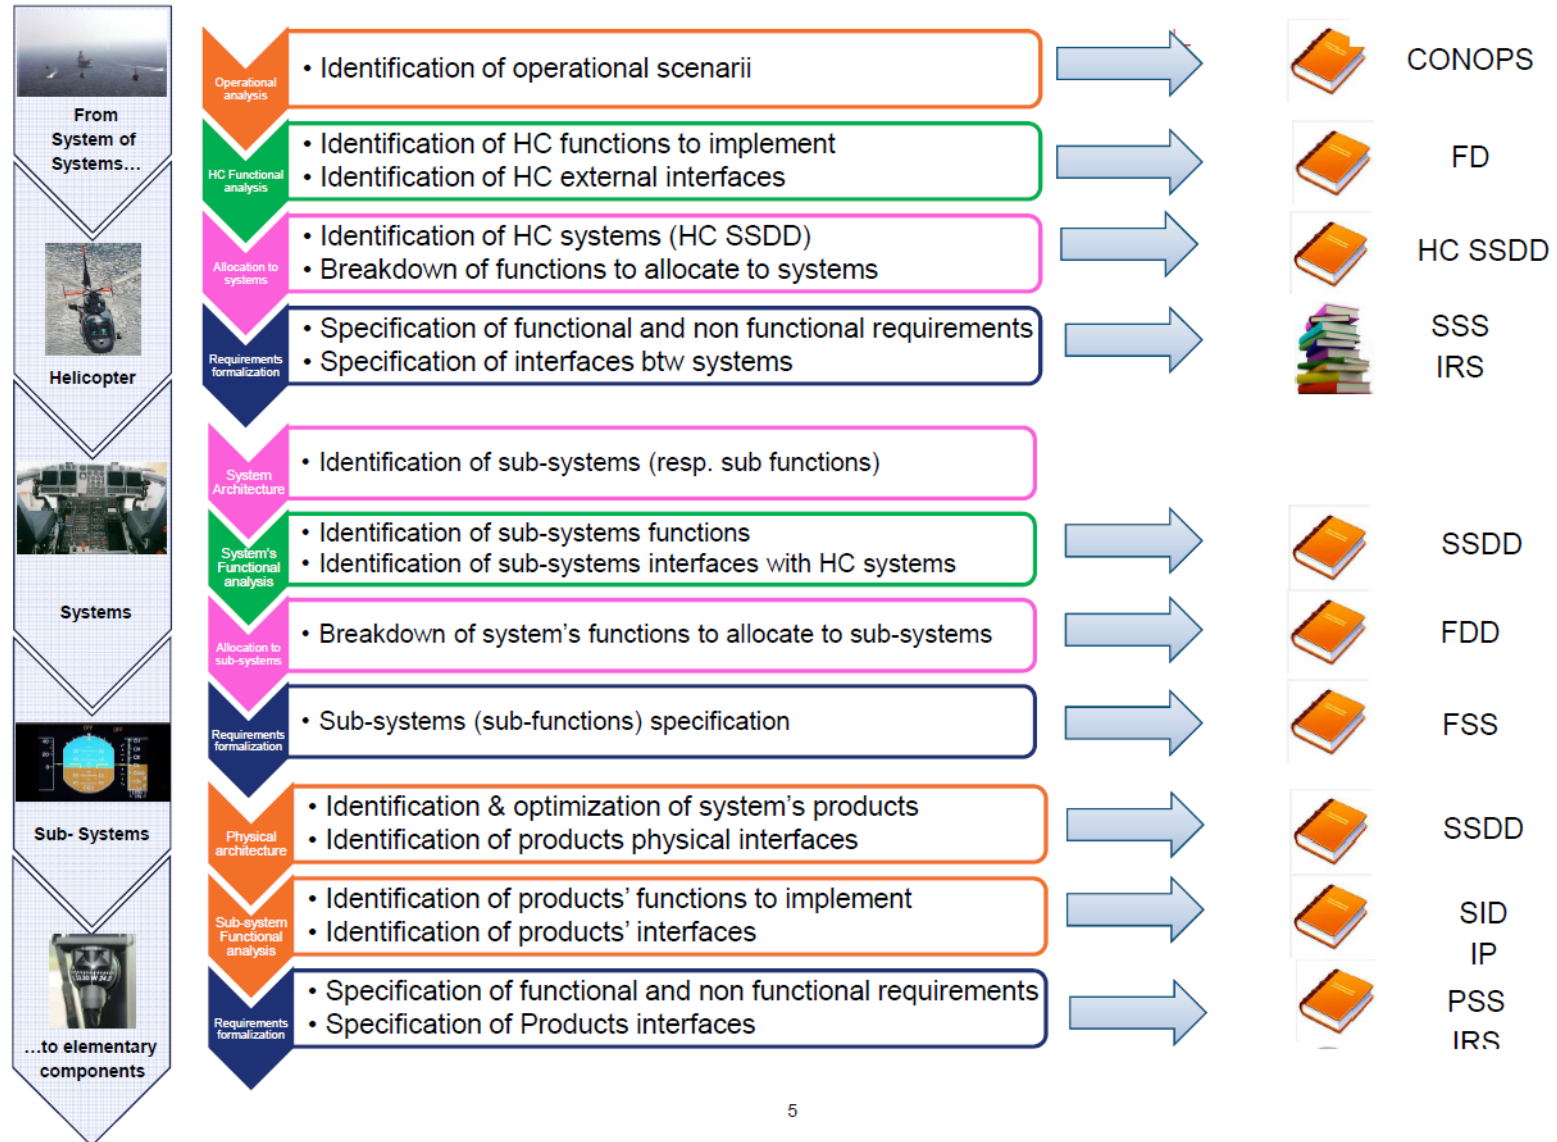 From
System of
Systems...
Helicopter
Systems
Sub- Systems
...to elementary
components
Operational
analysis
• Identification of operational scenarii
CONOPS
HC Functional
analysis
• Identification of HC functions to implement
• Identification of HC external interfaces
FD
Allocation to
systems
• Identification of HC systems (HC SSDD)
• Breakdown of functions to allocate to systems
HC SSDD
Requirements
formalization
• Specification of functional and non functional requirements
• Specification of interfaces btw systems
SSS
IRS
System
Architecture
• Identification of sub-systems (resp. sub functions)
System's
Functional
analysis
• Identification of sub-systems functions
• Identification of sub-systems interfaces with HC systems
SSDD
Allocation to
sub-systems
• Breakdown of system's functions to allocate to sub-systems
FDD
Requirements
formalization
• Sub-systems (sub-functions) specification
FSS
Physical
architecture
• Identification & optimization of system's products
• Identification of products physical interfaces
SSDD
Sub-system
Functional
analysis
• Identification of products' functions to implement
• Identification of products' interfaces
SID
IP
Requirements
formalization
• Specification of functional and non functional requirements
• Specification of Products interfaces
PSS
IRS
5